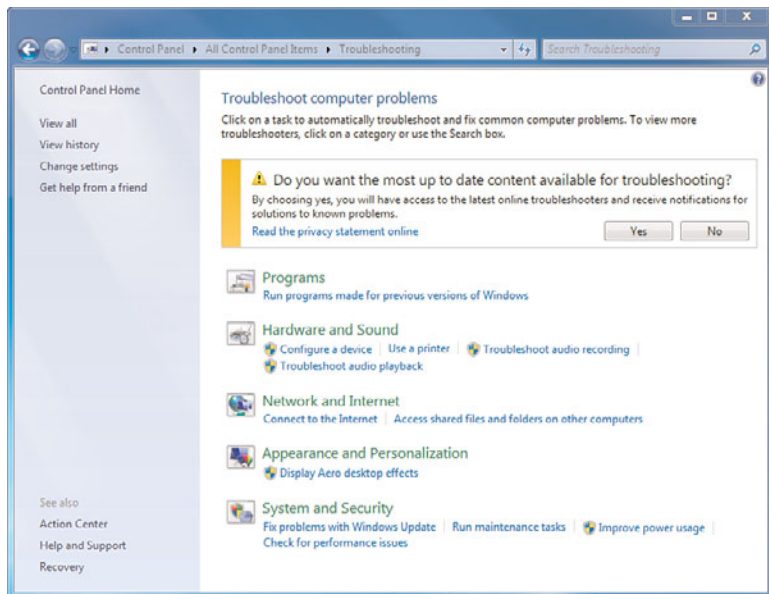 Control Panel ▸ All Control Panel Items ▸ Troubleshooting
Search Troubleshooting
Control Panel Home
View all
View history
Change settings
Get help from a friend
See also
Action Center
Help and Support
Recovery
Troubleshoot computer problems
Click on a task to automatically troubleshoot and fix common computer problems. To view more
troubleshooters, click on a category or use the Search box.
Do you want the most up to date content available for troubleshooting?
By choosing yes, you will have access to the latest online troubleshooters and receive notifications for
solutions to known problems.
Read the privacy statement online
Yes No
Programs
Run programs made for previous versions of Windows
Hardware and Sound
Configure a device | Use a printer | Troubleshoot audio recording |
Troubleshoot audio playback
Network and Internet
Connect to the Internet | Access shared files and folders on other computers
Appearance and Personalization
Display Aero desktop effects
System and Security
Fix problems with Windows Update | Run maintenance tasks | Improve power usage |
Check for performance issues